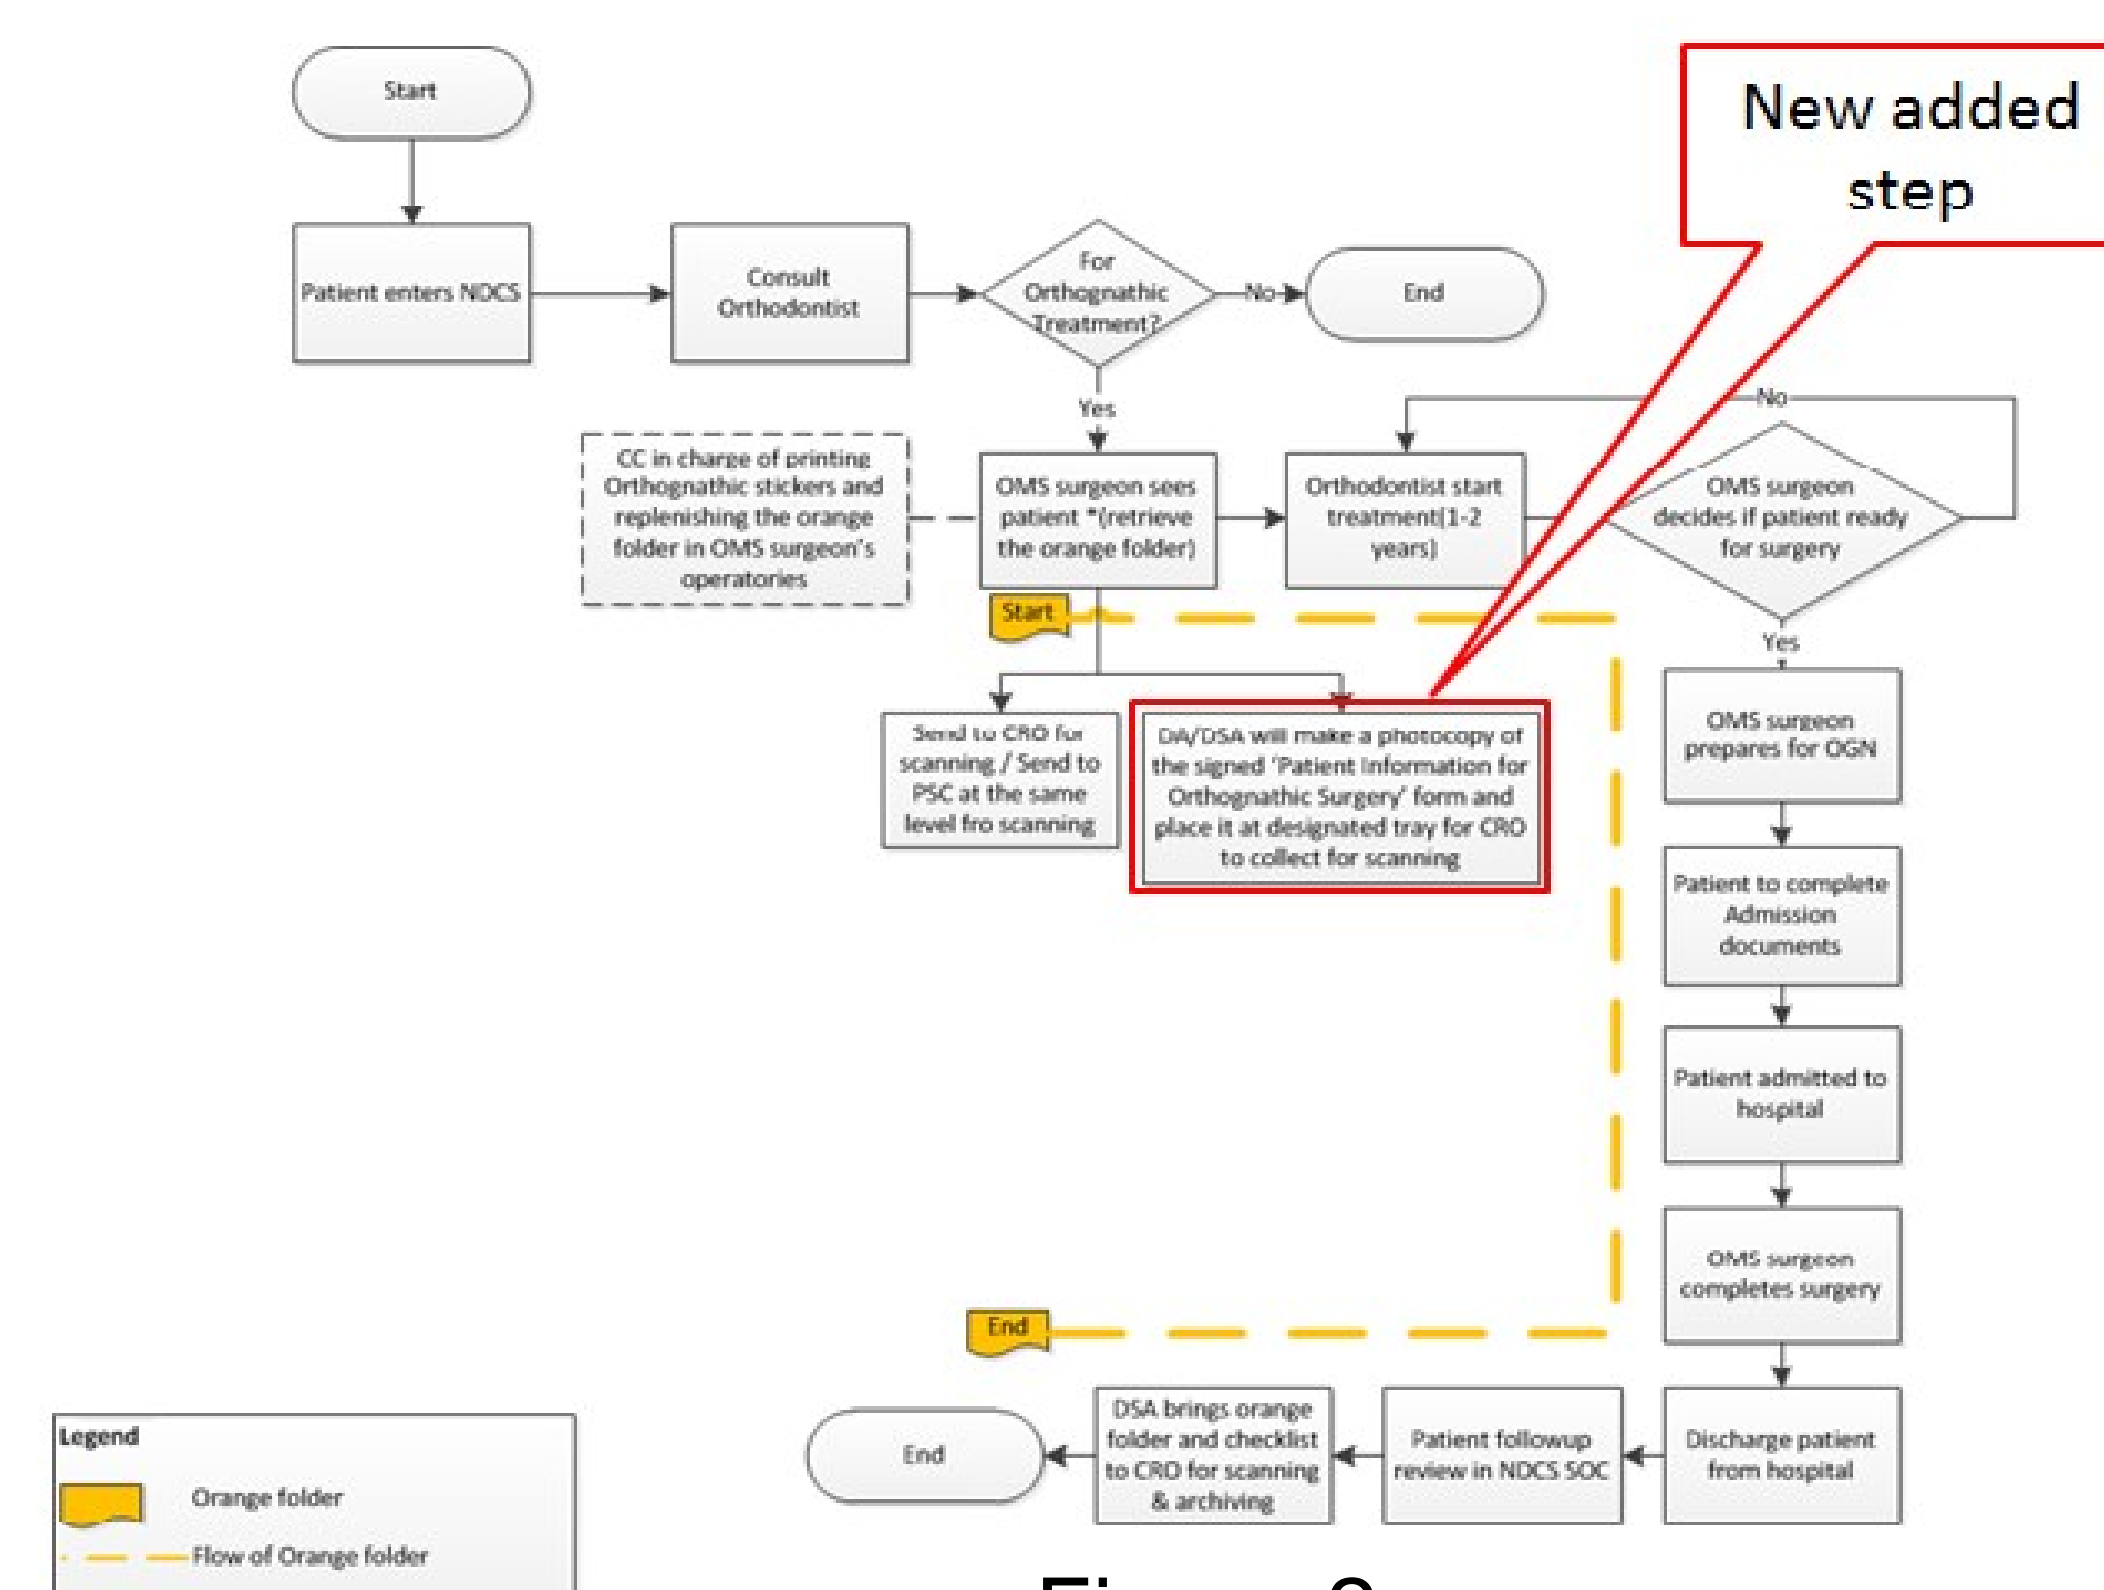 Start
New added
step
Patient enters NDCS
Consult
Orthodontist
For
Orthognathic
Treatment?
No
End
Yes
No
CC in charge of printing
Orthognathic stickers and
replenishing the orange
folder in OMS surgeon's
operatories
OMS surgeon sees
patient *(retrieve
the orange folder)
Orthodontist start
treatment(1-2
years)
OMS surgeon
decides if patient ready
for surgery
Start
Yes
Send to CRO for
scanning / Send to
PSC at the same
level fro scanning
DA/DSA will make a photocopy of
the signed 'Patient Information for
Orthognathic Surgery' form and
place it at designated tray for CRO
to collect for scanning
OMS surgeon
prepares for OGN
Patient to complete
Admission
documents
Patient admitted to
hospital
OMS surgeon
completes surgery
End
Discharge patient
from hospital
Patient followup
review in NDCS SOC
DSA brings orange
folder and checklist
to CRO for scanning
& archiving
End
Legend
Orange folder
Flow of Orange folder